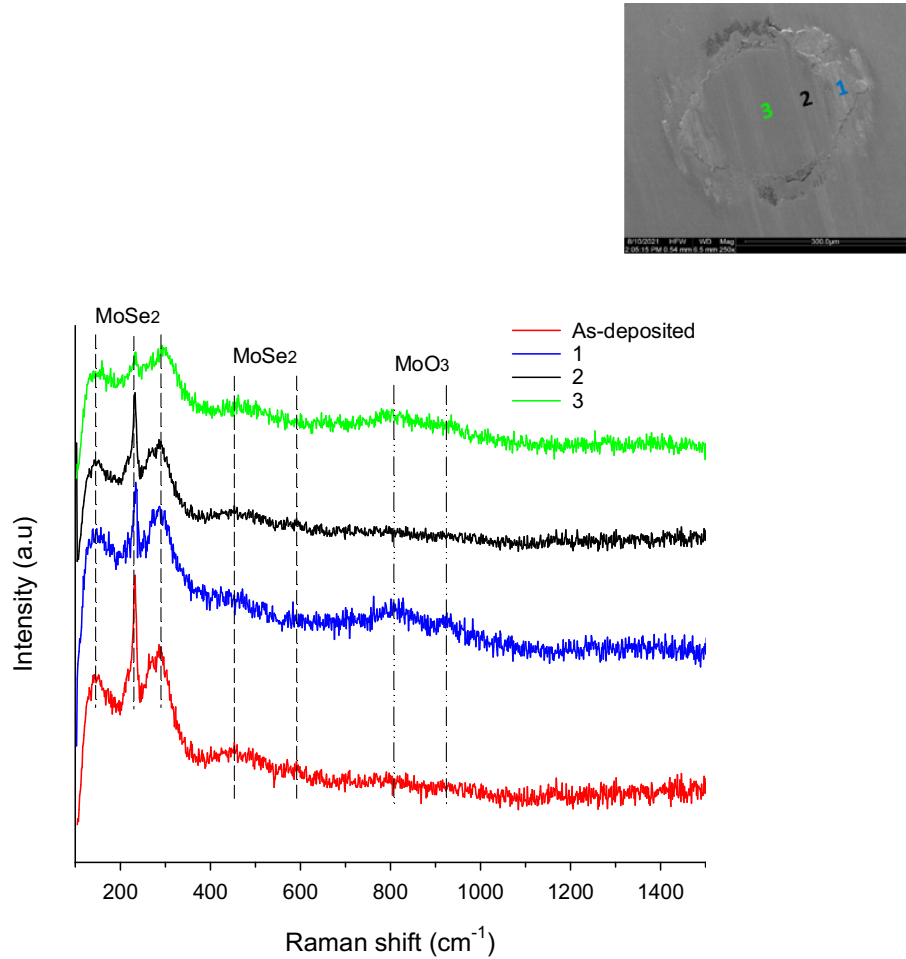 1
2
3
8/10/2021 HFW WD Mag 300.0µm
2:05:15 PM 0.54 mm 6.5 mm 250x
MoSe2
MoSe2
MoO3
As-deposited
1
2
3
Intensity (a.u)
200 400 600 800 1000 1200 1400
Raman shift (cm-1)